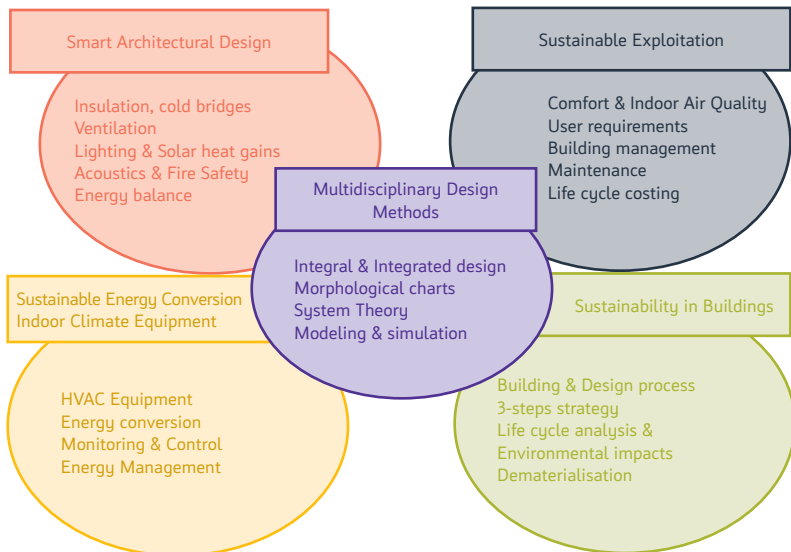 Smart Architectural Design
Insulation, cold bridges
Ventilation
Lighting & Solar heat gains
Acoustics & Fire Safety
Energy balance
Sustainable Exploitation
Comfort & Indoor Air Quality
User requirements
Building management
Maintenance
Life cycle costing
Multidisciplinary Design
Methods
Integral & Integrated design
Morphological charts
System Theory
Modeling & simulation
Sustainable Energy Conversion
Indoor Climate Equipment
HVAC Equipment
Energy conversion
Monitoring & Control
Energy Management
Sustainability in Buildings
Building & Design process
3-steps strategy
Life cycle analysis &
Environmental impacts
Dematerialisation